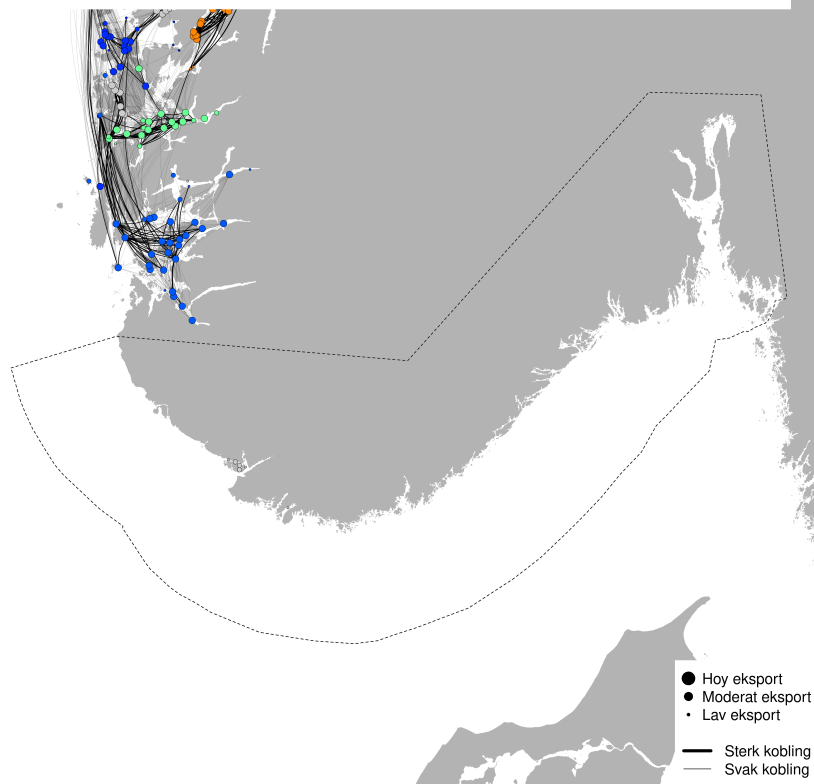 Hoy eksport
Moderat eksport
Lav eksport
Sterk kobling
Svak kobling